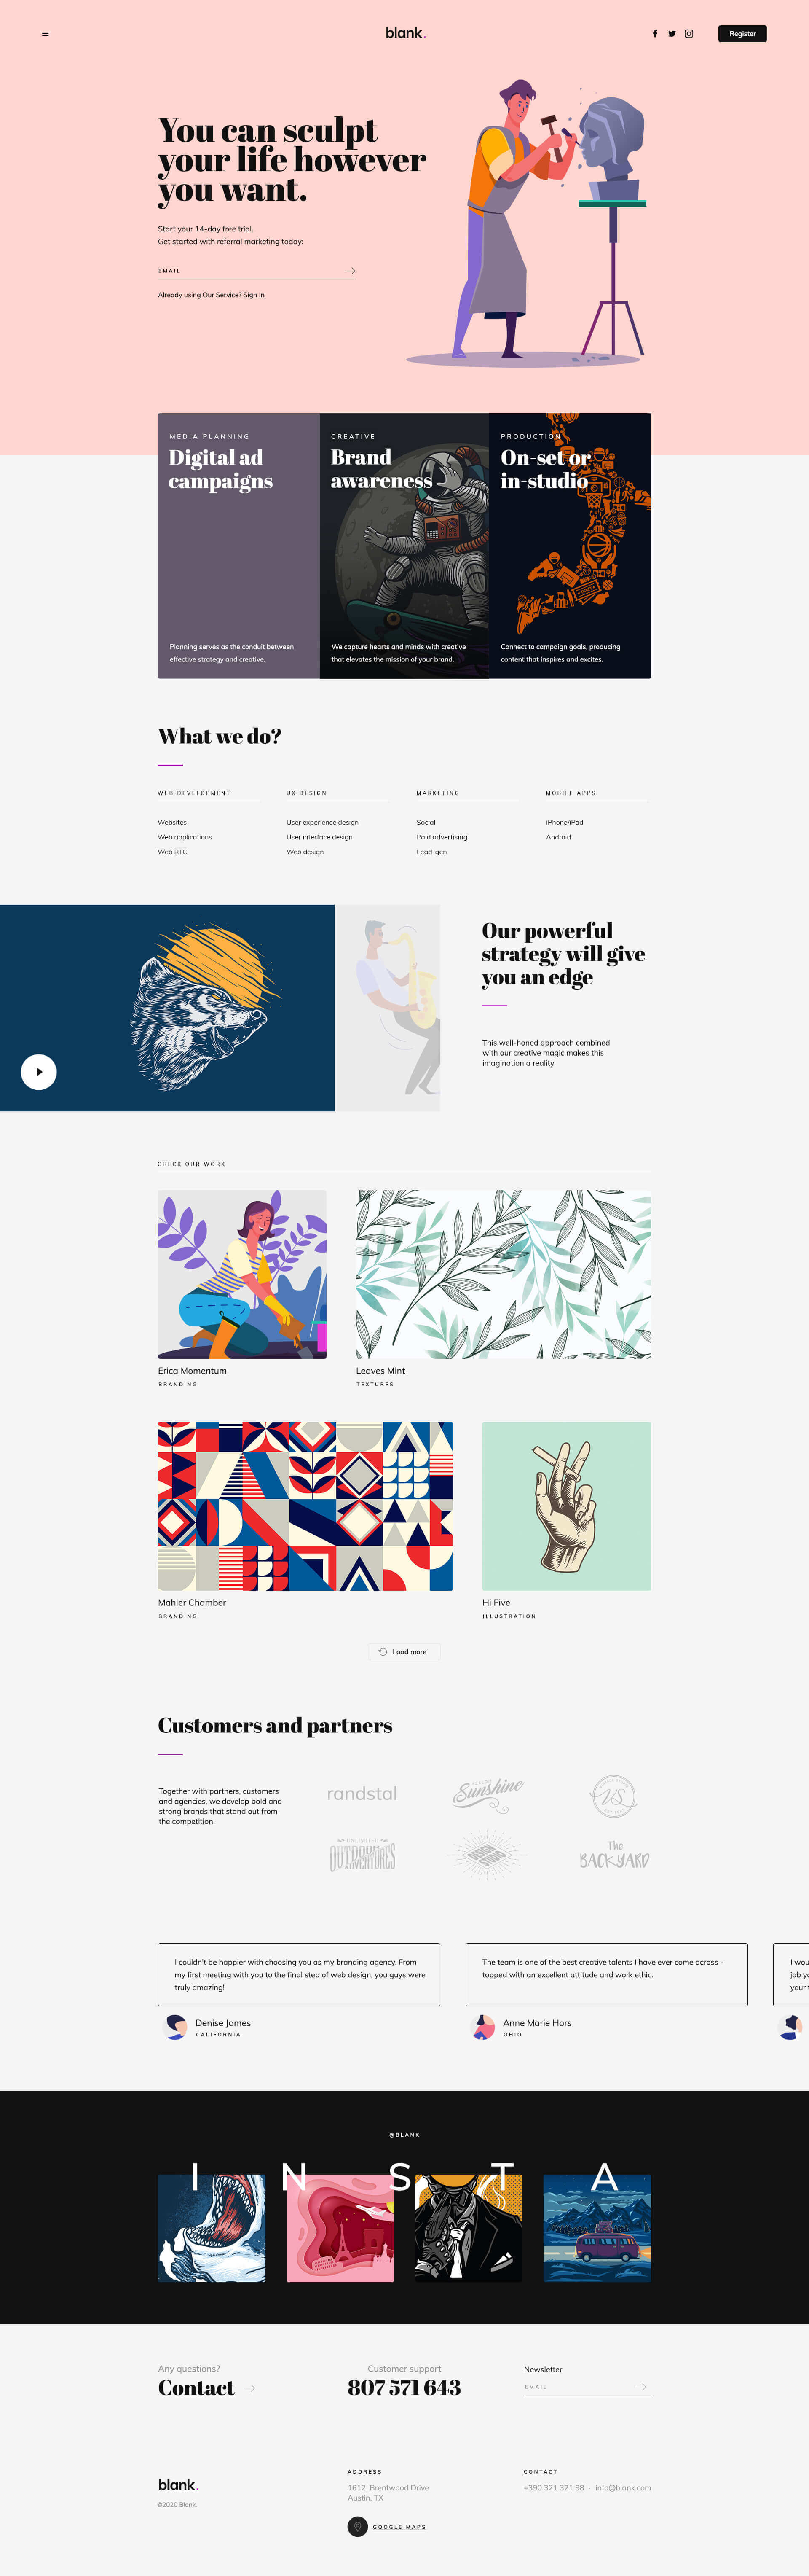 blank.
Register
You can sculpt
your life however
you want.
Start your 14-day free trial.
Get started with referral marketing today:
EMAIL
Already using Our Service? Sign In
MEDIA PLANNING
Digital ad
campaigns
Planning serves as the conduit between
effective strategy and creative.
CREATIVE
Brand
awareness
We capture hearts and minds with creative
that elevates the mission of your brand.
PRODUCTION
On-set or
in-studio
Connect to campaign goals, producing
content that inspires and excites.
What we do?
WEB DEVELOPMENT
Websites
Web applications
Web RTC
UX DESIGN
User experience design
User interface design
Web design
MARKETING
Social
Paid advertising
Lead-gen
MOBILE APPS
iPhone/iPad
Android
Our powerful
strategy will give
you an edge
This well-honed approach combined
with our creative magic makes this
imagination a reality.
CHECK OUR WORK
Erica Momentum
BRANDING
Leaves Mint
TEXTURES
Mahler Chamber
BRANDING
Hi Five
ILLUSTRATION
Load more
Customers and partners
Together with partners, customers
and agencies, we develop bold and
strong brands that stand out from
the competition.
randstal
Sunshine
VS
UNLIMITED
OUTDOOR
ADVENTURES
The
BACKYARD
I couldn't be happier with choosing you as my branding agency. From
my first meeting with you to the final step of web design, you guys were
truly amazing!
Denise James
CALIFORNIA
The team is one of the best creative talents I have ever come across -
topped with an excellent attitude and work ethic.
Anne Marie Hors
OHIO
I wou
job yo
your t
@BLANK
INSTA
Any questions?
Contact
Customer support
807 571 643
Newsletter
EMAIL
blank.
©2020 Blank.
ADDRESS
1612 Brentwood Drive
Austin, TX
GOOGLE MAPS
CONTACT
+390 321 321 98 - info@blank.com